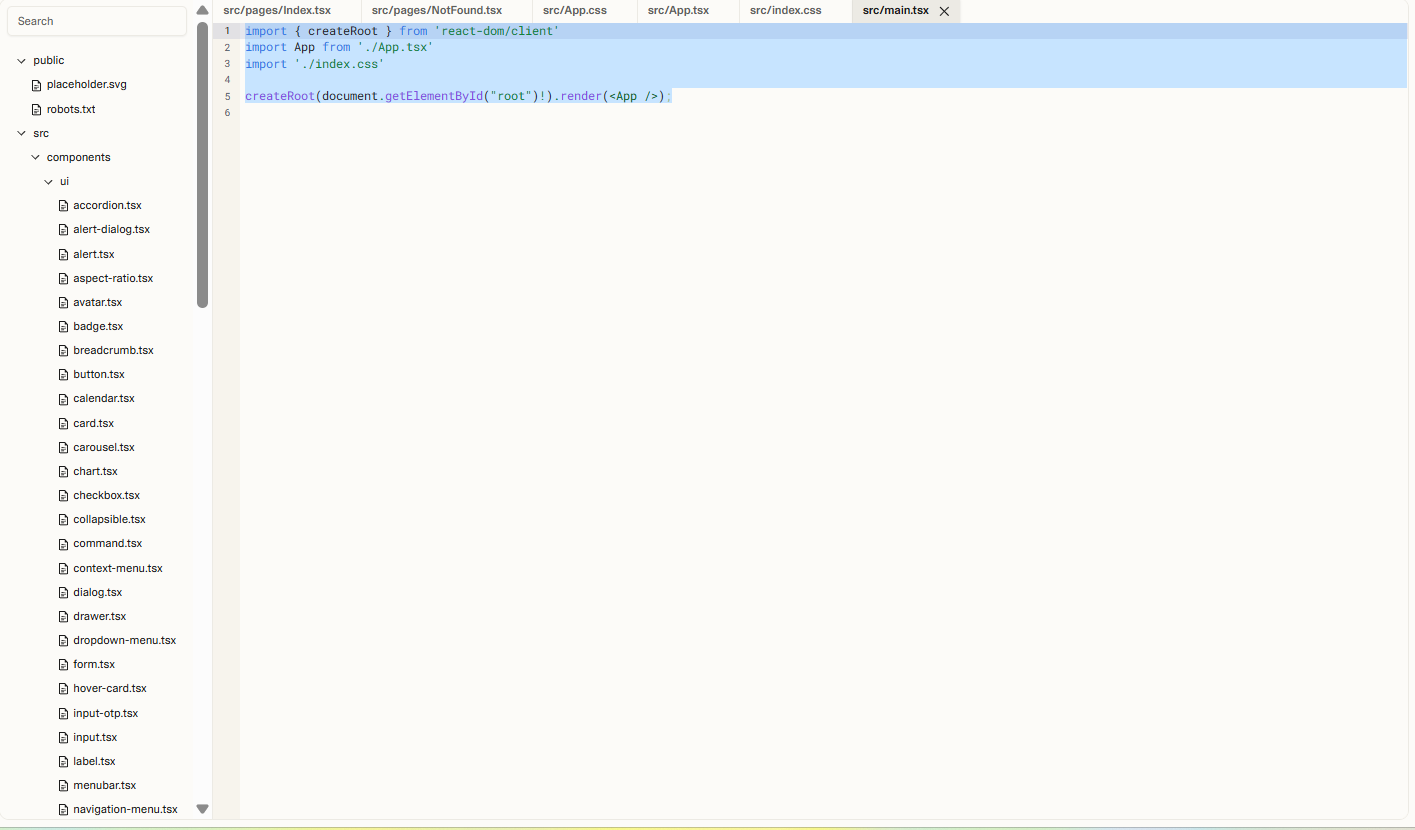 Search
public
placeholder.svg
robots.txt
src
components
ui
accordion.tsx
alert-dialog.tsx
alert.tsx
aspect-ratio.tsx
avatar.tsx
badge.tsx
breadcrumb.tsx
button.tsx
calendar.tsx
card.tsx
carousel.tsx
chart.tsx
checkbox.tsx
collapsible.tsx
command.tsx
context-menu.tsx
dialog.tsx
drawer.tsx
dropdown-menu.tsx
form.tsx
hover-card.tsx
input-otp.tsx
input.tsx
label.tsx
menubar.tsx
navigation-menu.tsx
src/pages/Index.tsx src/pages/NotFound.tsx src/App.css src/App.tsx src/index.css src/main.tsx
1 import { createRoot } from 'react-dom/client'
2 import App from './App.tsx'
3 import './index.css'
4
5 createRoot(document.getElementById("root")!).render(<App />);
6